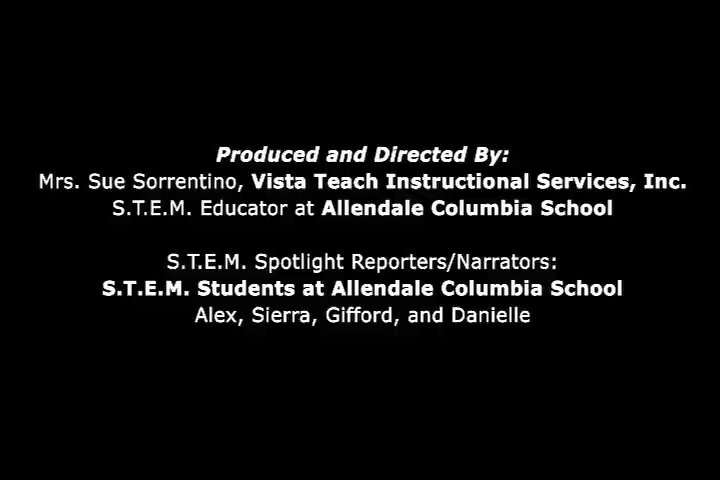 Produced and Directed By:
Mrs. Sue Sorrentino, Vista Teach Instructional Services, Inc.
S.T.E.M. Educator at Allendale Columbia School
S.T.E.M. Spotlight Reporters/Narrators:
S.T.E.M. Students at Allendale Columbia School
Alex, Sierra, Gifford, and Danielle